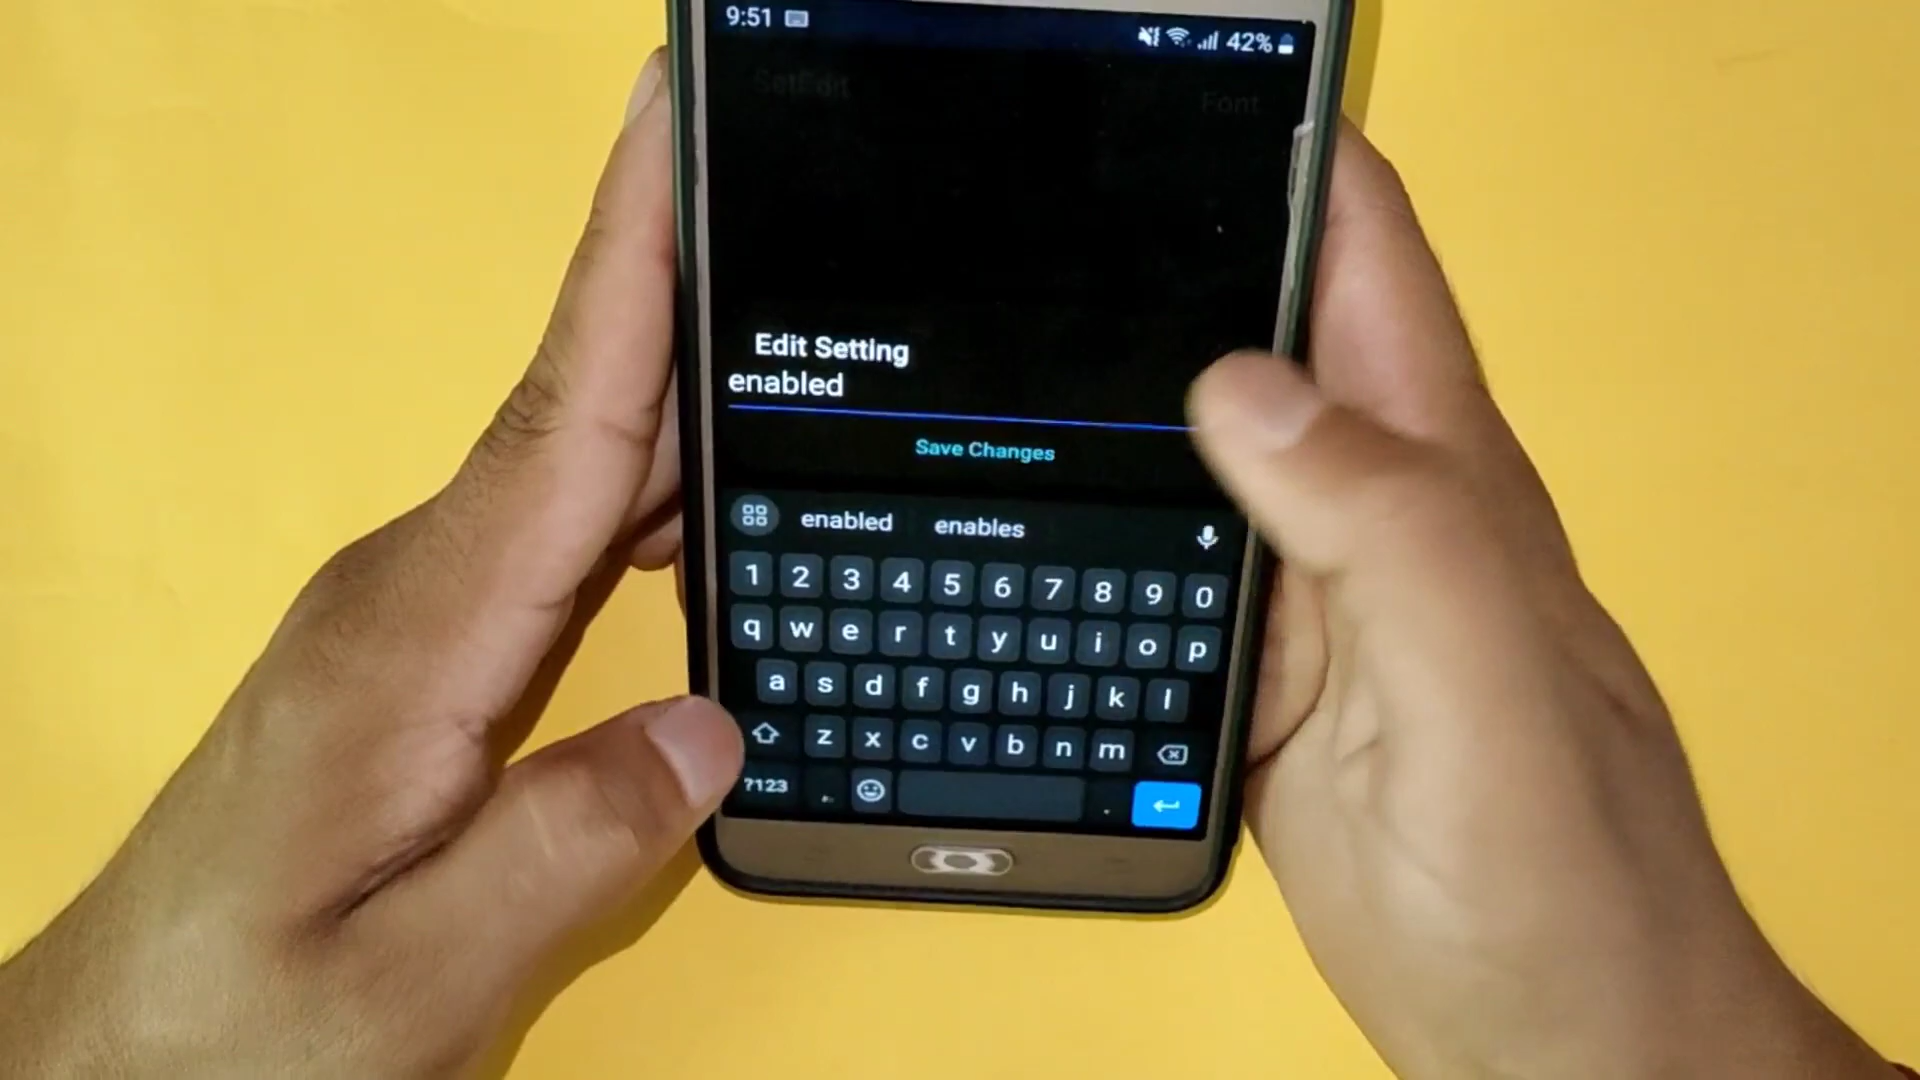 9:51 42%
SetEdit Font
Edit Setting
enabled
Save Changes
enabled enables
1 2 3 4 5 6 7 8 9 0
q w e r t y u i o p
a s d f g h j k l
z x c v b n m
?123 , .